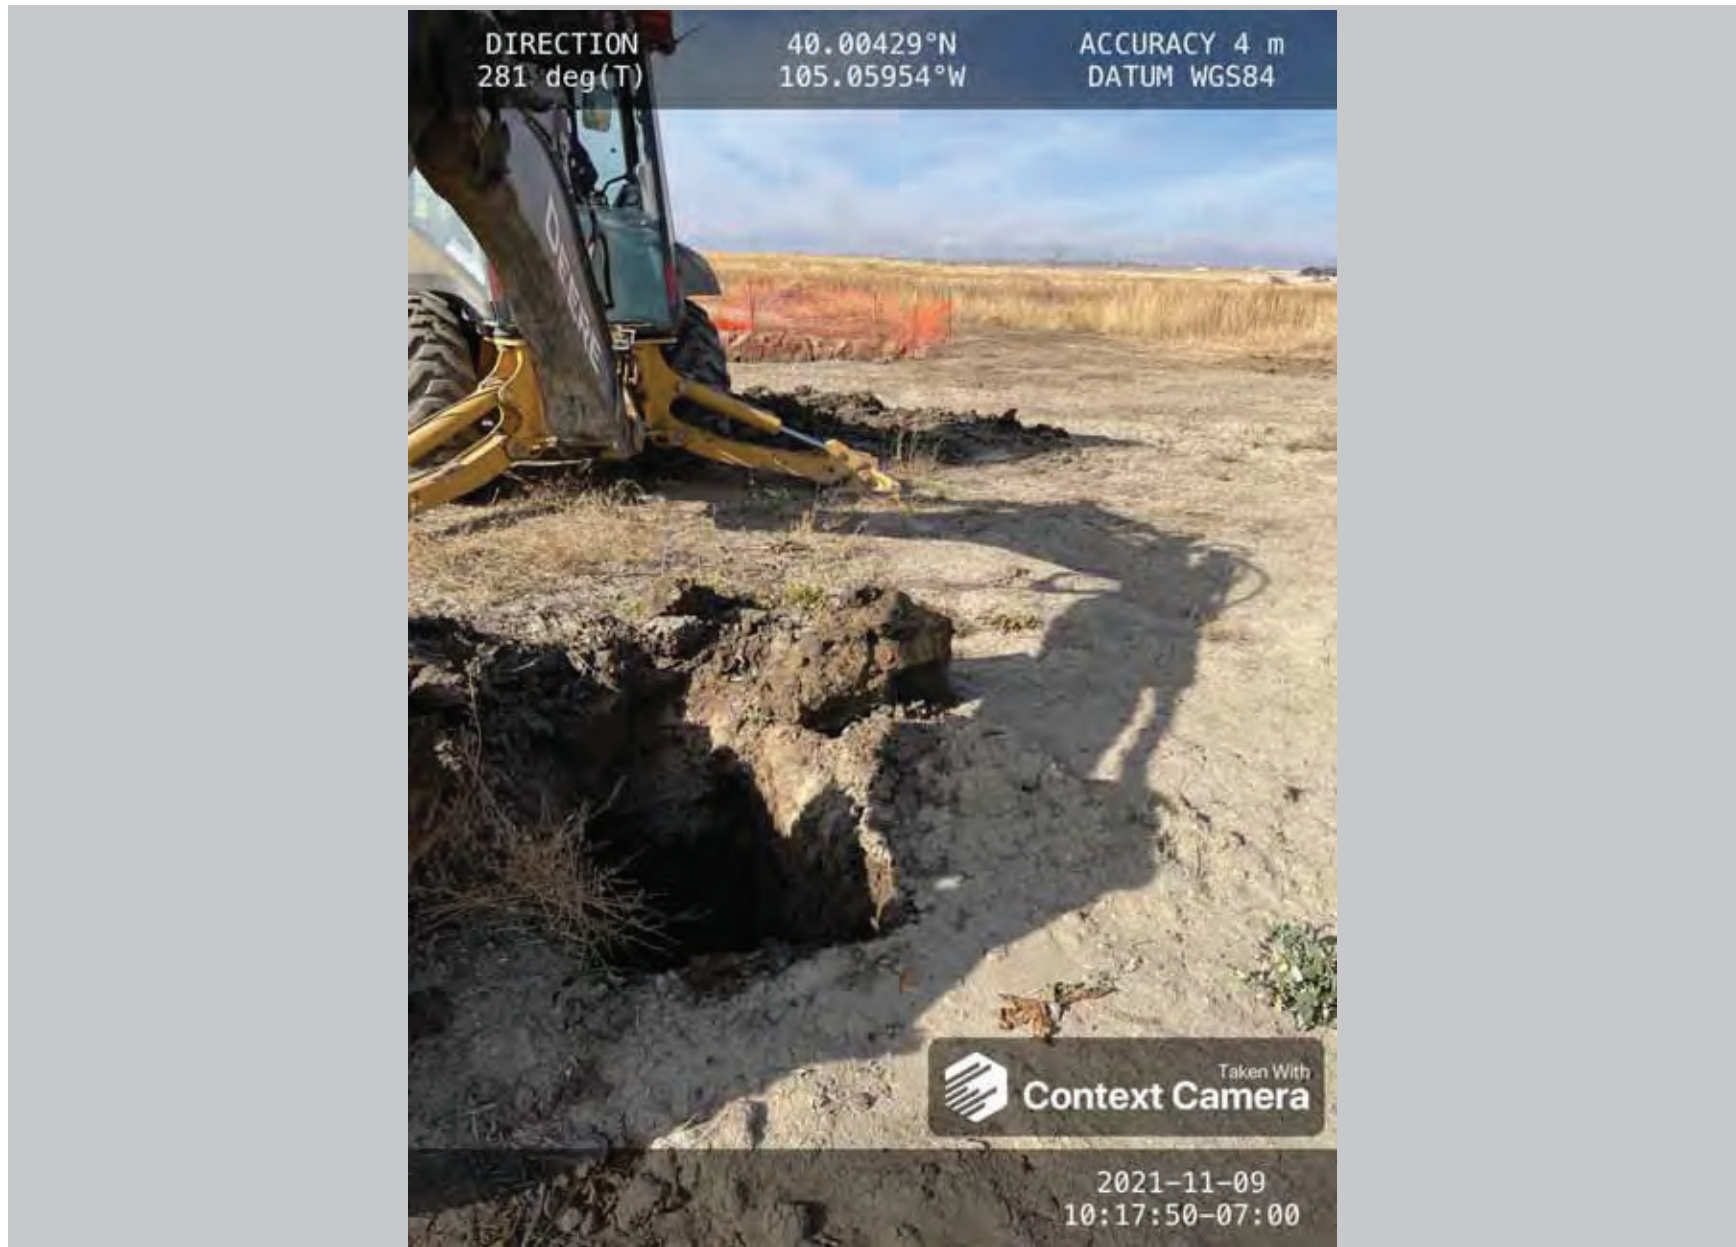 DIRECTION
281 deg(T)
40.00429°N
105.05954°W
ACCURACY 4 m
DATUM WGS84
DEERE
Taken With
Context Camera
2021-11-09
10:17:50-07:00